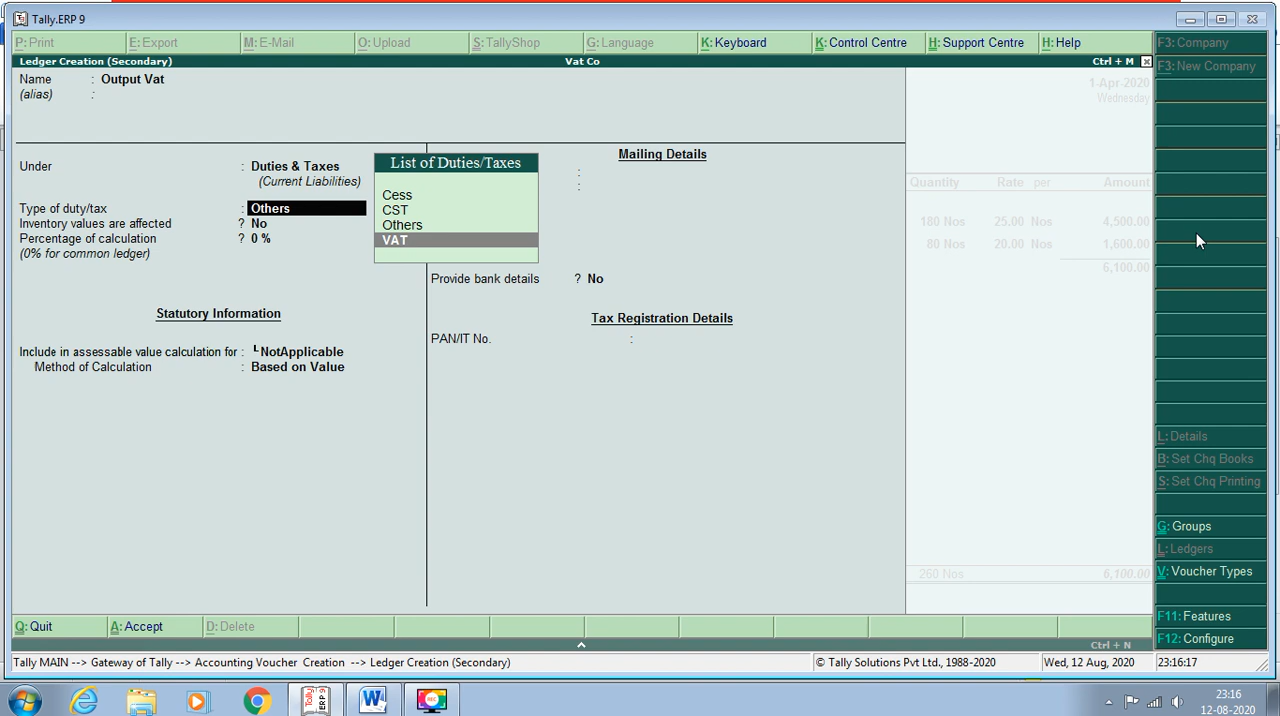 Tally.ERP 9
P: Print E: Export M: E-Mail O: Upload S: TallyShop G: Language K: Keyboard K: Control Centre H: Support Centre H: Help F3: Company
Ledger Creation (Secondary) Vat Co Ctrl + M
F3: New Company
Name : Output Vat
(alias) :
1-Apr-2020
Wednesday
Under : Duties & Taxes
(Current Liabilities)
Type of duty/tax : Others
Inventory values are affected ? No
Percentage of calculation ? 0 %
(0% for common ledger)
List of Duties/Taxes
Cess
CST
Others
VAT
Mailing Details
:
:
Provide bank details ? No
Quantity Rate per Amount
180 Nos 25.00 Nos 4,500.00
80 Nos 20.00 Nos 1,600.00
6,100.00
Statutory Information
Include in assessable value calculation for : └ NotApplicable
Method of Calculation : Based on Value
Tax Registration Details
PAN/IT No. :
260 Nos 6,100.00
L: Details
B: Set Chq Books
S: Set Chq Printing
G: Groups
L: Ledgers
V: Voucher Types
F11: Features
F12: Configure
Q: Quit A: Accept D: Delete
Ctrl + N
Tally MAIN --> Gateway of Tally --> Accounting Voucher Creation --> Ledger Creation (Secondary) © Tally Solutions Pvt Ltd., 1988-2020 Wed, 12 Aug, 2020 23:16:17
23:16
12-08-2020